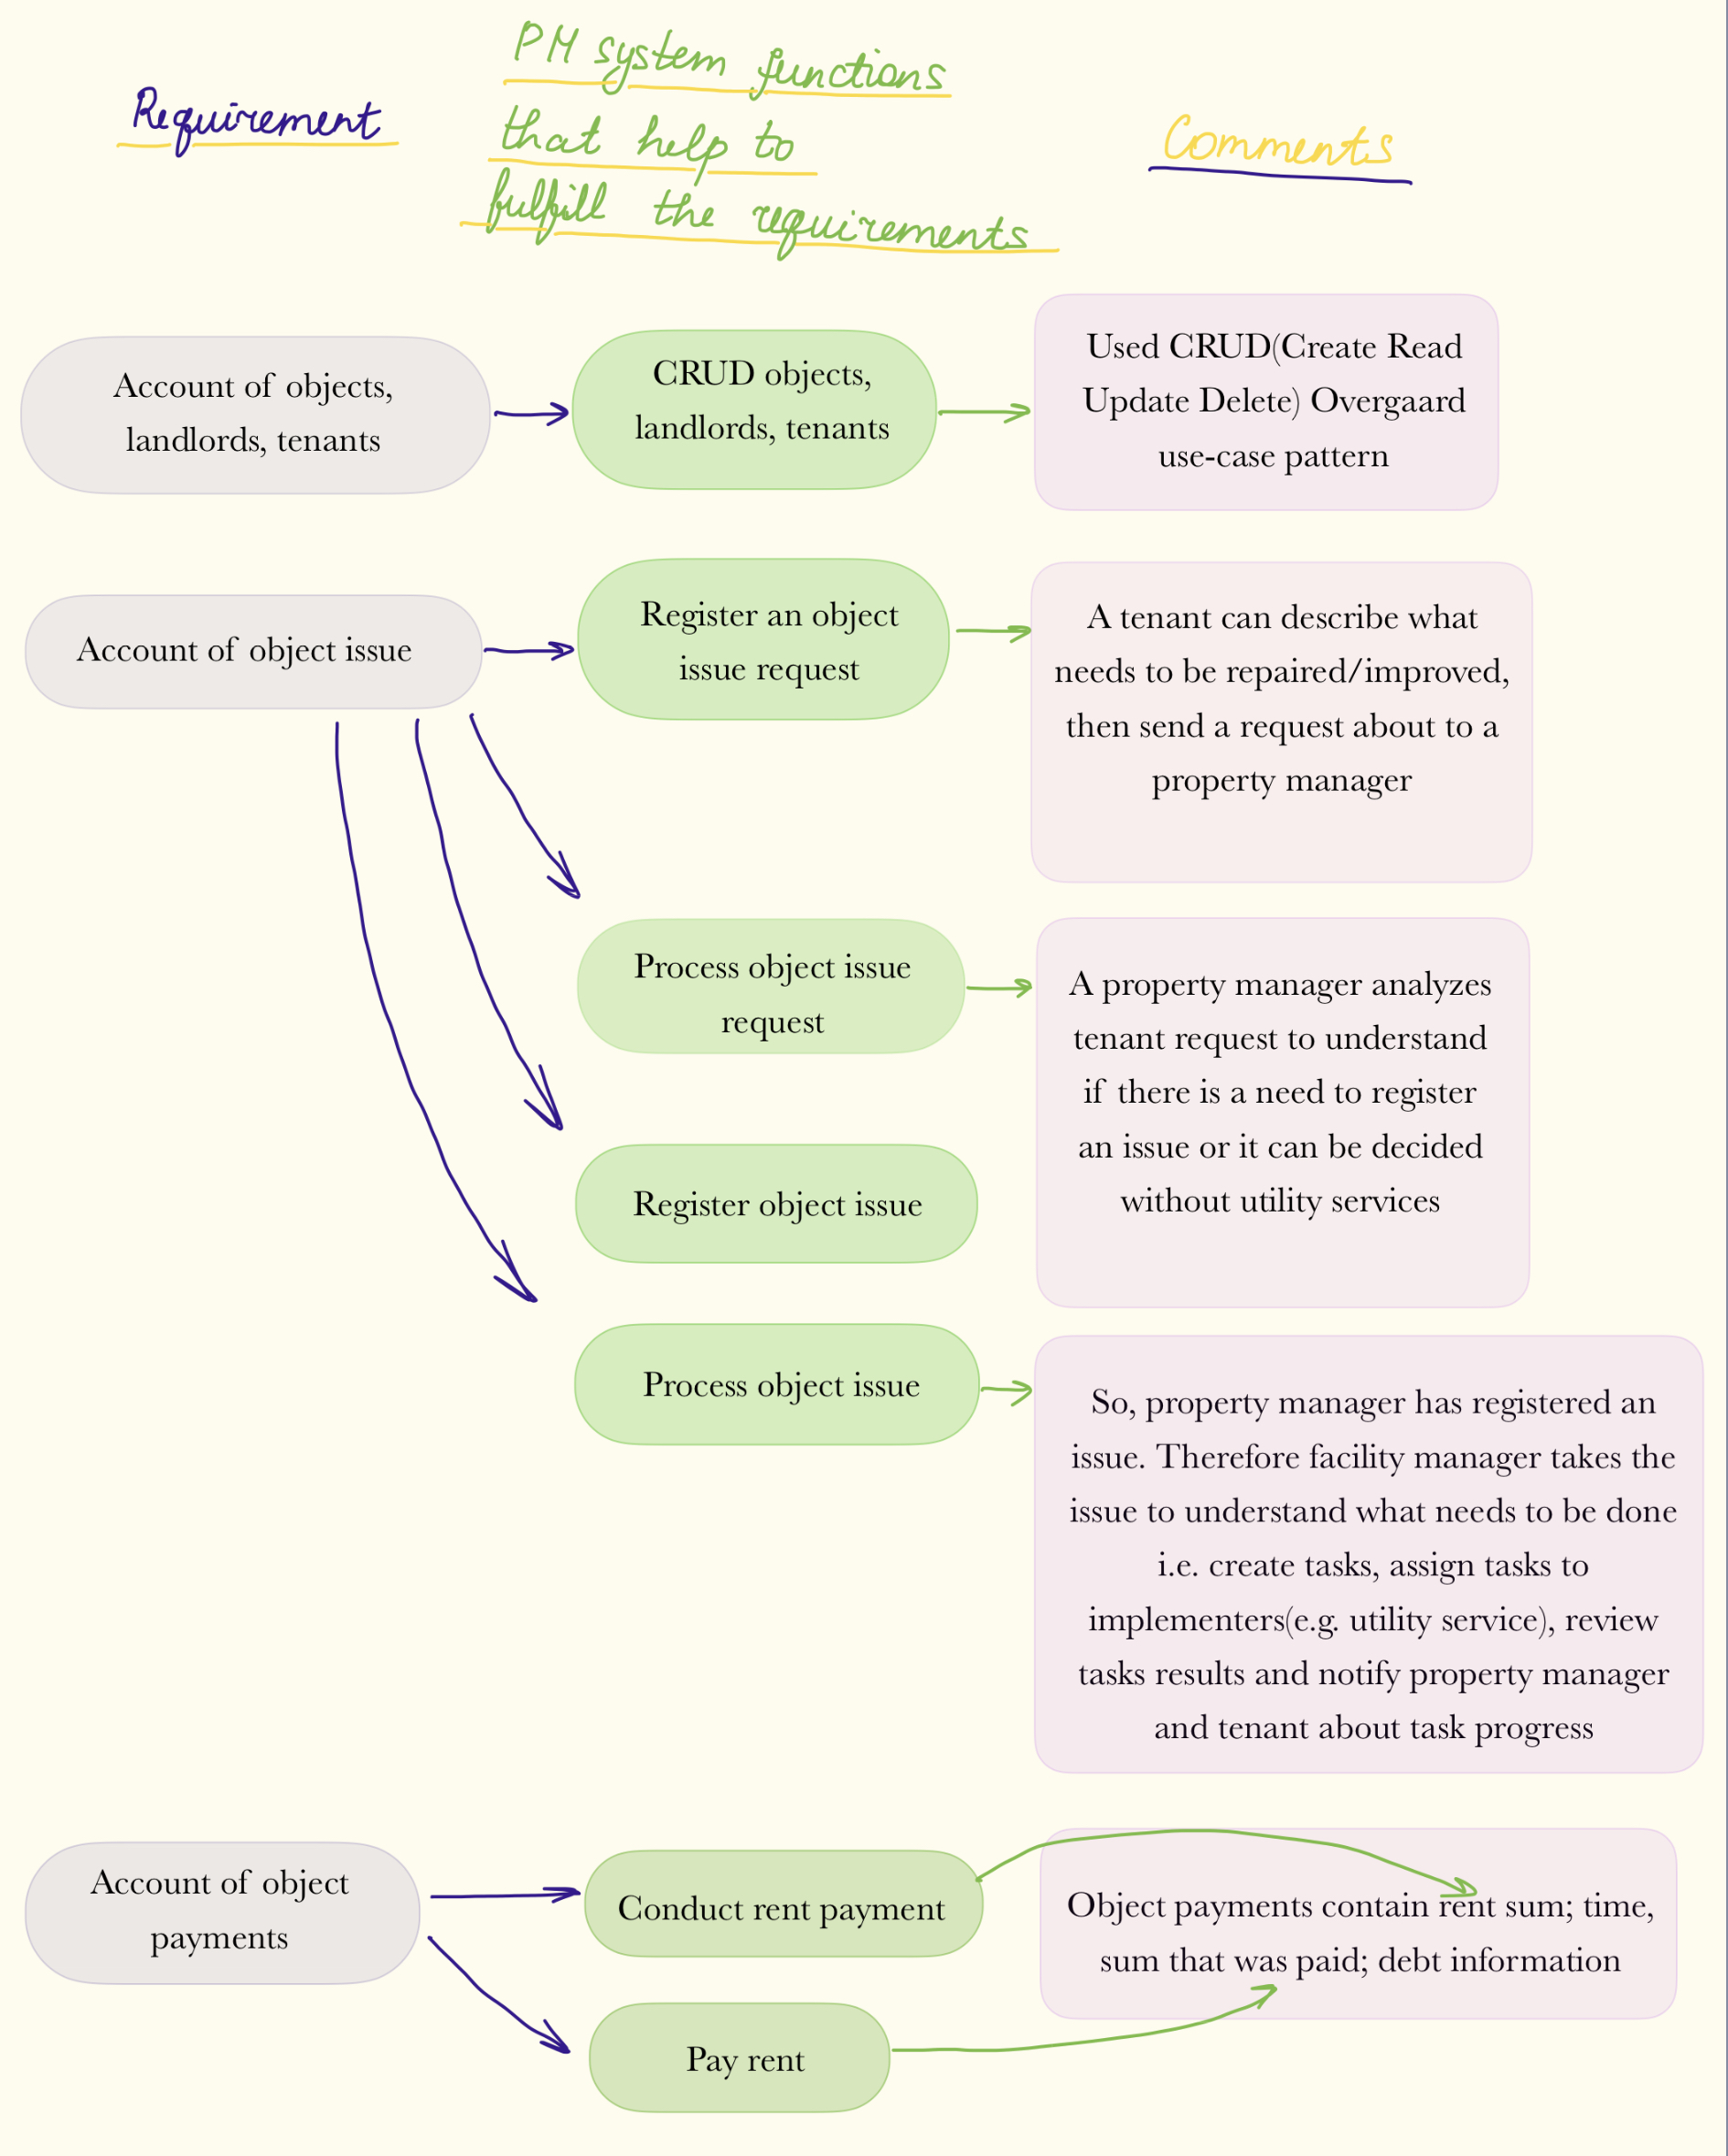 Requirement
PM system functions
that help to
fulfill the requirements
Comments
Account of objects,
landlords, tenants
CRUD objects,
landlords, tenants
Used CRUD(Create Read
Update Delete) Overgaard
use-case pattern
Account of object issue
Register an object
issue request
A tenant can describe what
needs to be repaired/improved,
then send a request about to a
property manager
Process object issue
request
A property manager analyzes
tenant request to understand
if there is a need to register
an issue or it can be decided
without utility services
Register object issue
Process object issue
So, property manager has registered an
issue. Therefore facility manager takes the
issue to understand what needs to be done
i.e. create tasks, assign tasks to
implementers(e.g. utility service), review
tasks results and notify property manager
and tenant about task progress
Account of object
payments
Conduct rent payment
Object payments contain rent sum; time,
sum that was paid; debt information
Pay rent